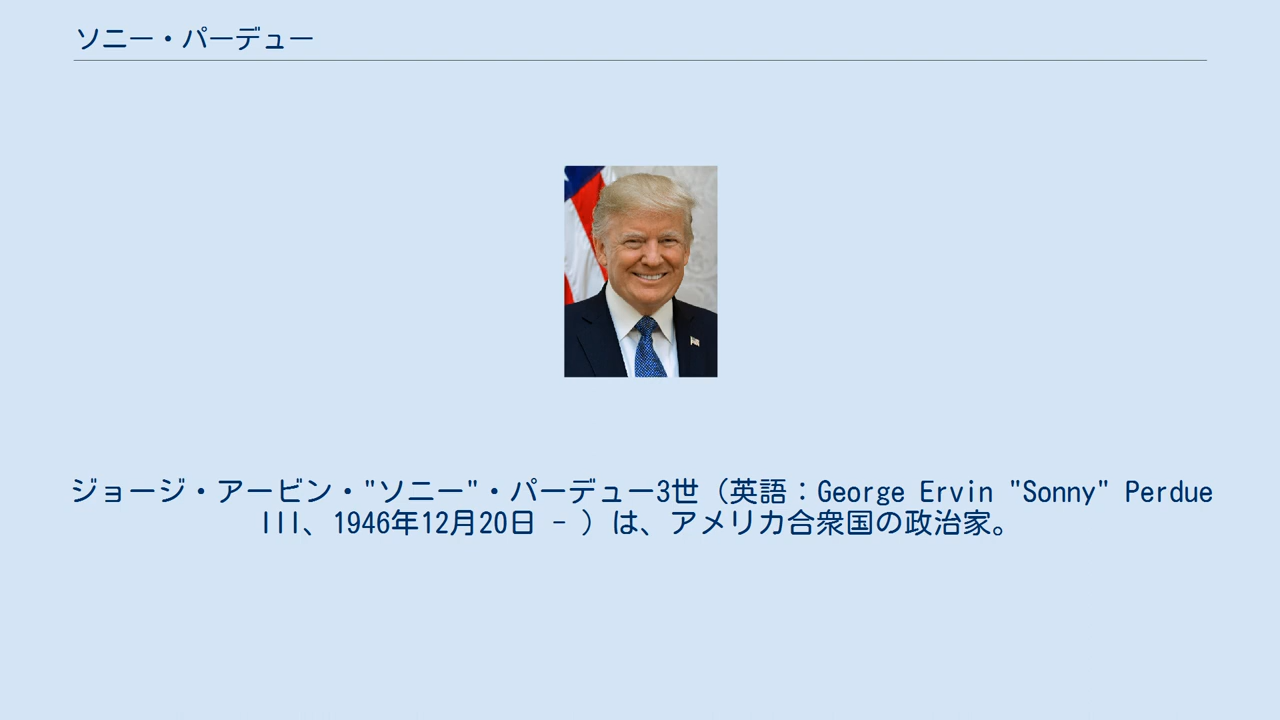 ソニー・パーデュー
ジョージ・アービン・"ソニー"・パーデュー3世（英語：George Ervin "Sonny" Perdue
III、1946年12月20日 - ）は、アメリカ合衆国の政治家。